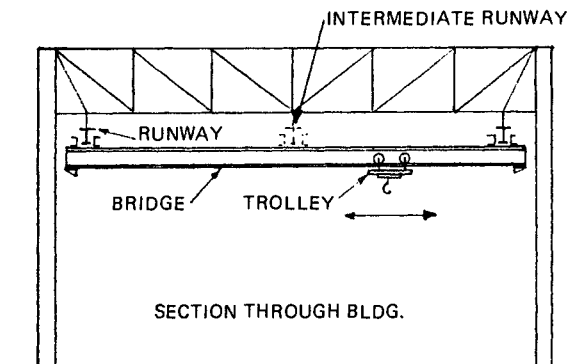 INTERMEDIATE RUNWAY
RUNWAY
BRIDGE
TROLLEY
SECTION THROUGH BLDG.